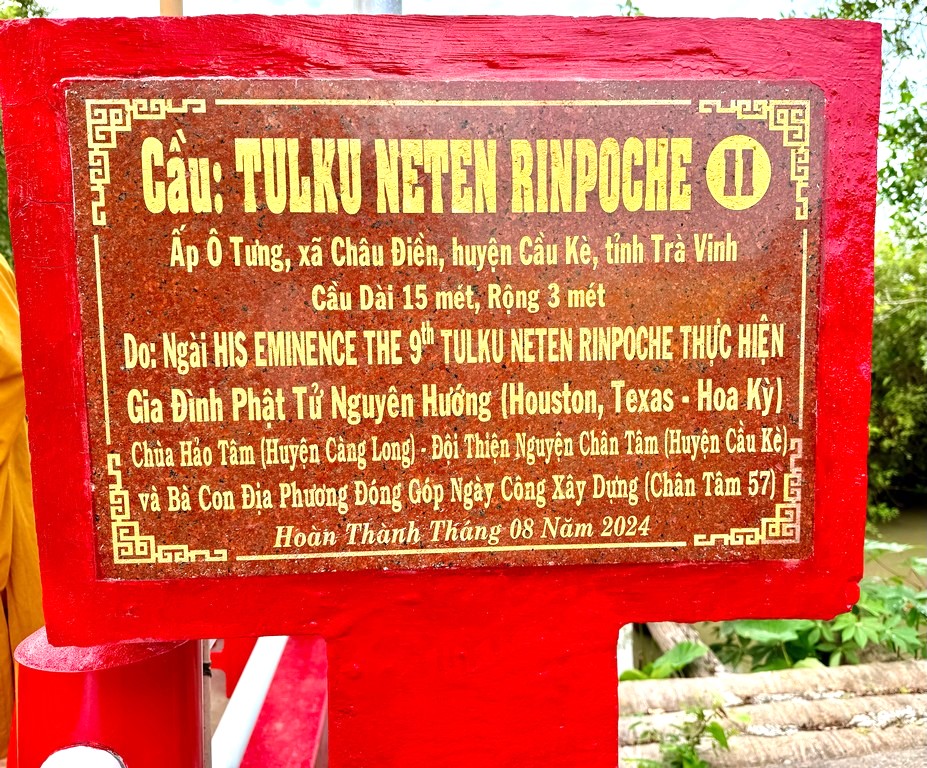 Cầu: TULKU NETEN RINPOCHE 11
Ấp Ô Tưng, xã Châu Điền, huyện Cầu Kè, tỉnh Trà Vinh
Cầu Dài 15 mét, Rộng 3 mét
Do: Ngài HIS EMINENCE THE 9th TULKU NETEN RINPOCHE THỰC HIỆN
Gia Đình Phật Tử Nguyên Hướng (Houston, Texas - Hoa Kỳ)
Chùa Hảo Tâm (Huyện Càng Long) - Đội Thiện Nguyện Chân Tâm (Huyện Cầu Kè)
và Bà Con Địa Phương Đóng Góp Ngày Công Xây Dựng (Chân Tâm 57)
Hoàn Thành Tháng 08 Năm 2024